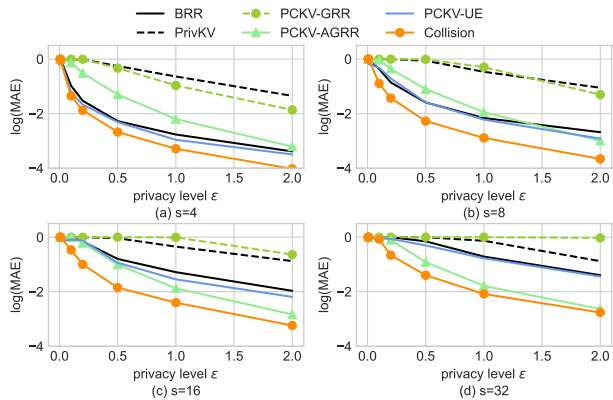 BRR PCKV-GRR PCKV-UE
PrivKV PCKV-AGRR Collision
log(MAE)
0
−2
−4
0.0 0.5 1.0 1.5 2.0
privacy level ε
(a) s=4
log(MAE)
0
−2
−4
0.0 0.5 1.0 1.5 2.0
privacy level ε
(b) s=8
log(MAE)
0
−2
−4
0.0 0.5 1.0 1.5 2.0
privacy level ε
(c) s=16
log(MAE)
0
−2
−4
0.0 0.5 1.0 1.5 2.0
privacy level ε
(d) s=32